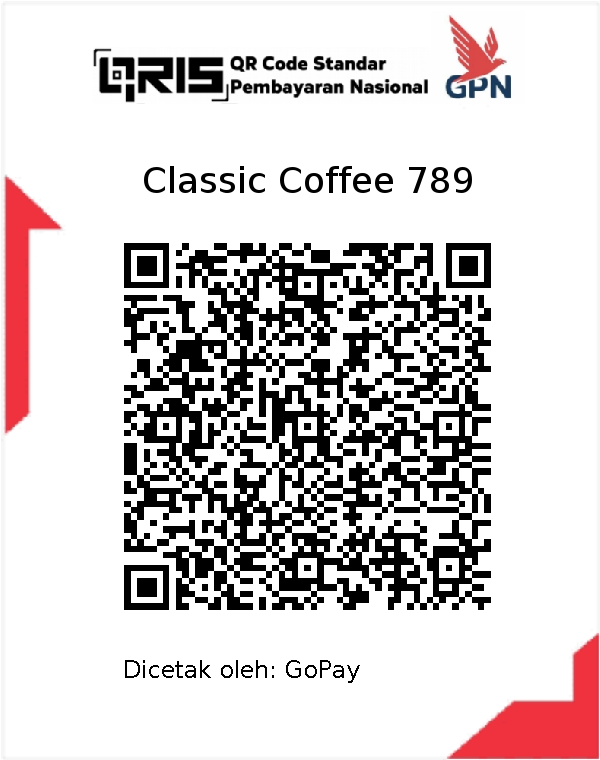 QRIS QR Code Standar
Pembayaran Nasional
GPN
Classic Coffee 789
Dicetak oleh: GoPay